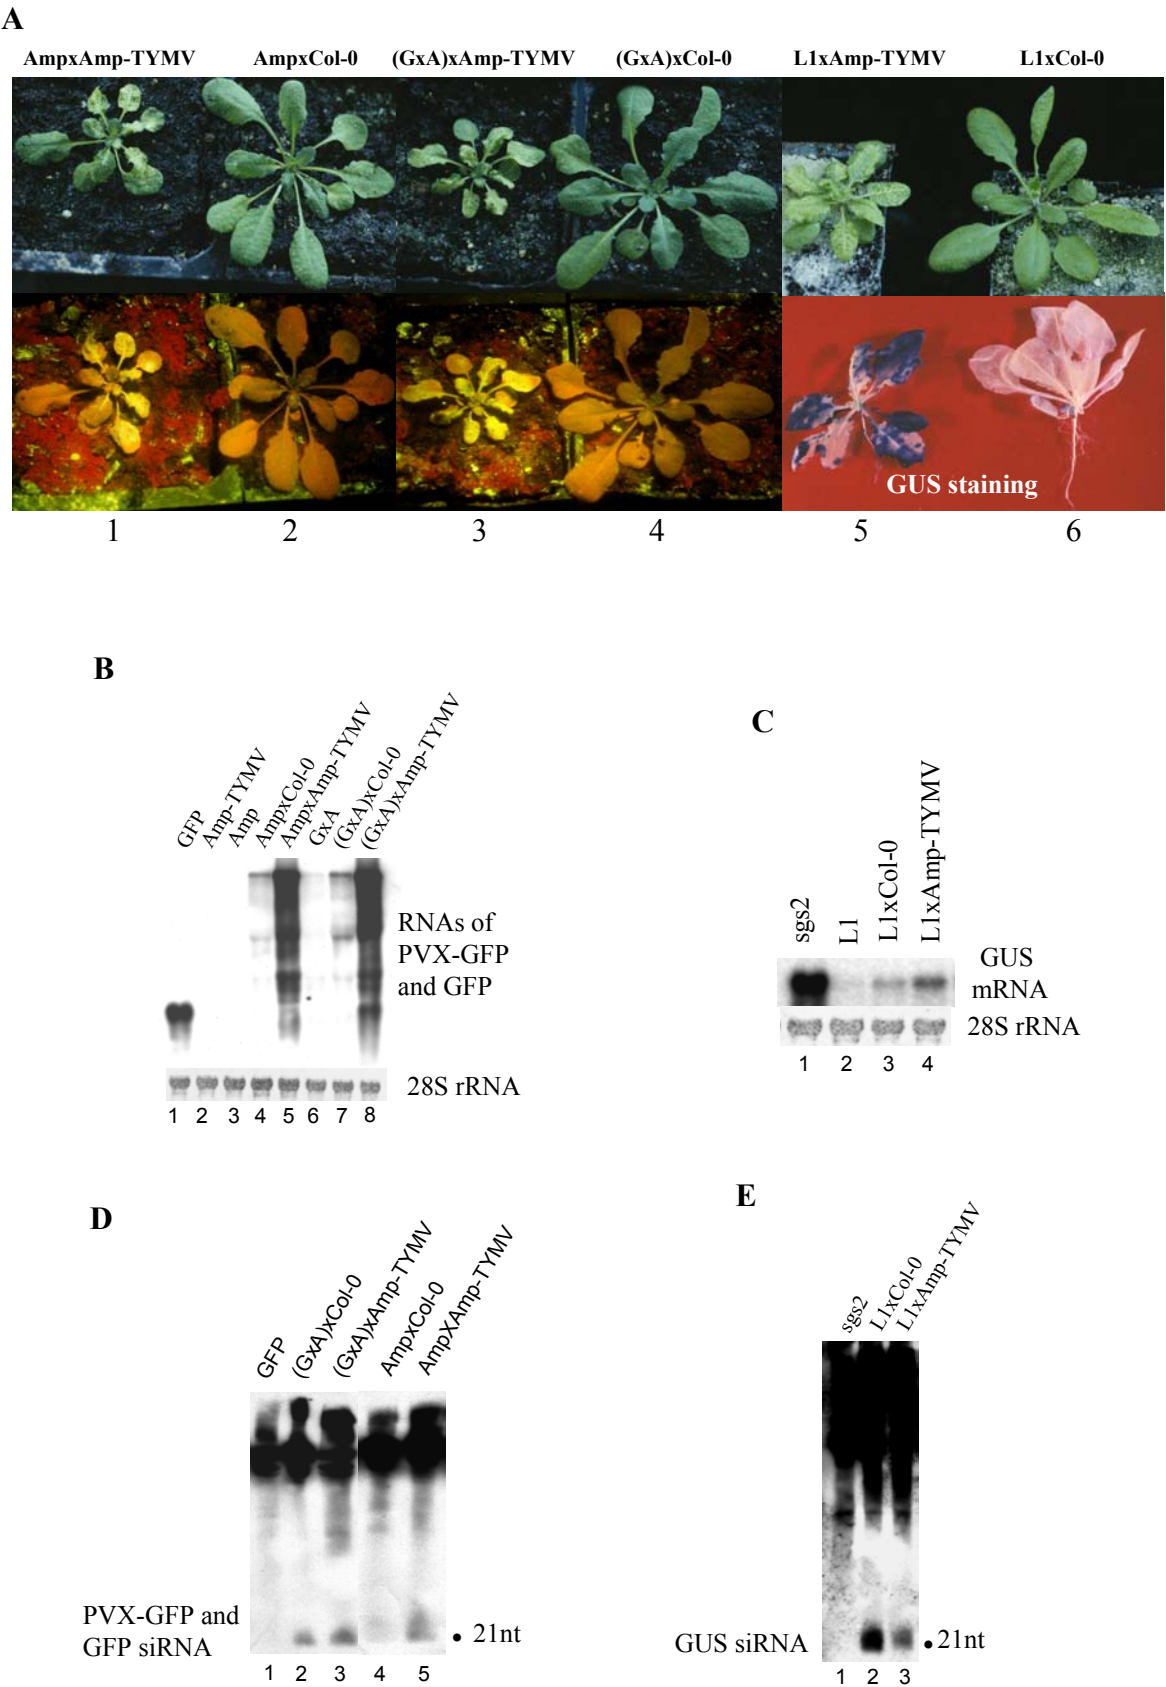 A
AmpxAmp-TYMV AmpxCol-0 (GxA)xAmp-TYMV (GxA)xCol-0 L1xAmp-TYMV L1xCol-0
GUS staining
1 2 3 4 5 6
B
GFP
Amp-TYMV
Amp
AmpxCol-0
AmpxAmp-TYMV
GxA
(GxA)xCol-0
(GxA)xAmp-TYMV
RNAs of
PVX-GFP
and GFP
28S rRNA
1 2 3 4 5 6 7 8
C
sgs2
L1
L1xCol-0
L1xAmp-TYMV
GUS
mRNA
28S rRNA
1 2 3 4
D
GFP
(GxA)xCol-0
(GxA)xAmp-TYMV
AmpxCol-0
AmpXAmp-TYMV
PVX-GFP and
GFP siRNA
• 21nt
1 2 3 4 5
E
sgs2
L1xCol-0
L1xAmp-TYMV
GUS siRNA
•21nt
1 2 3